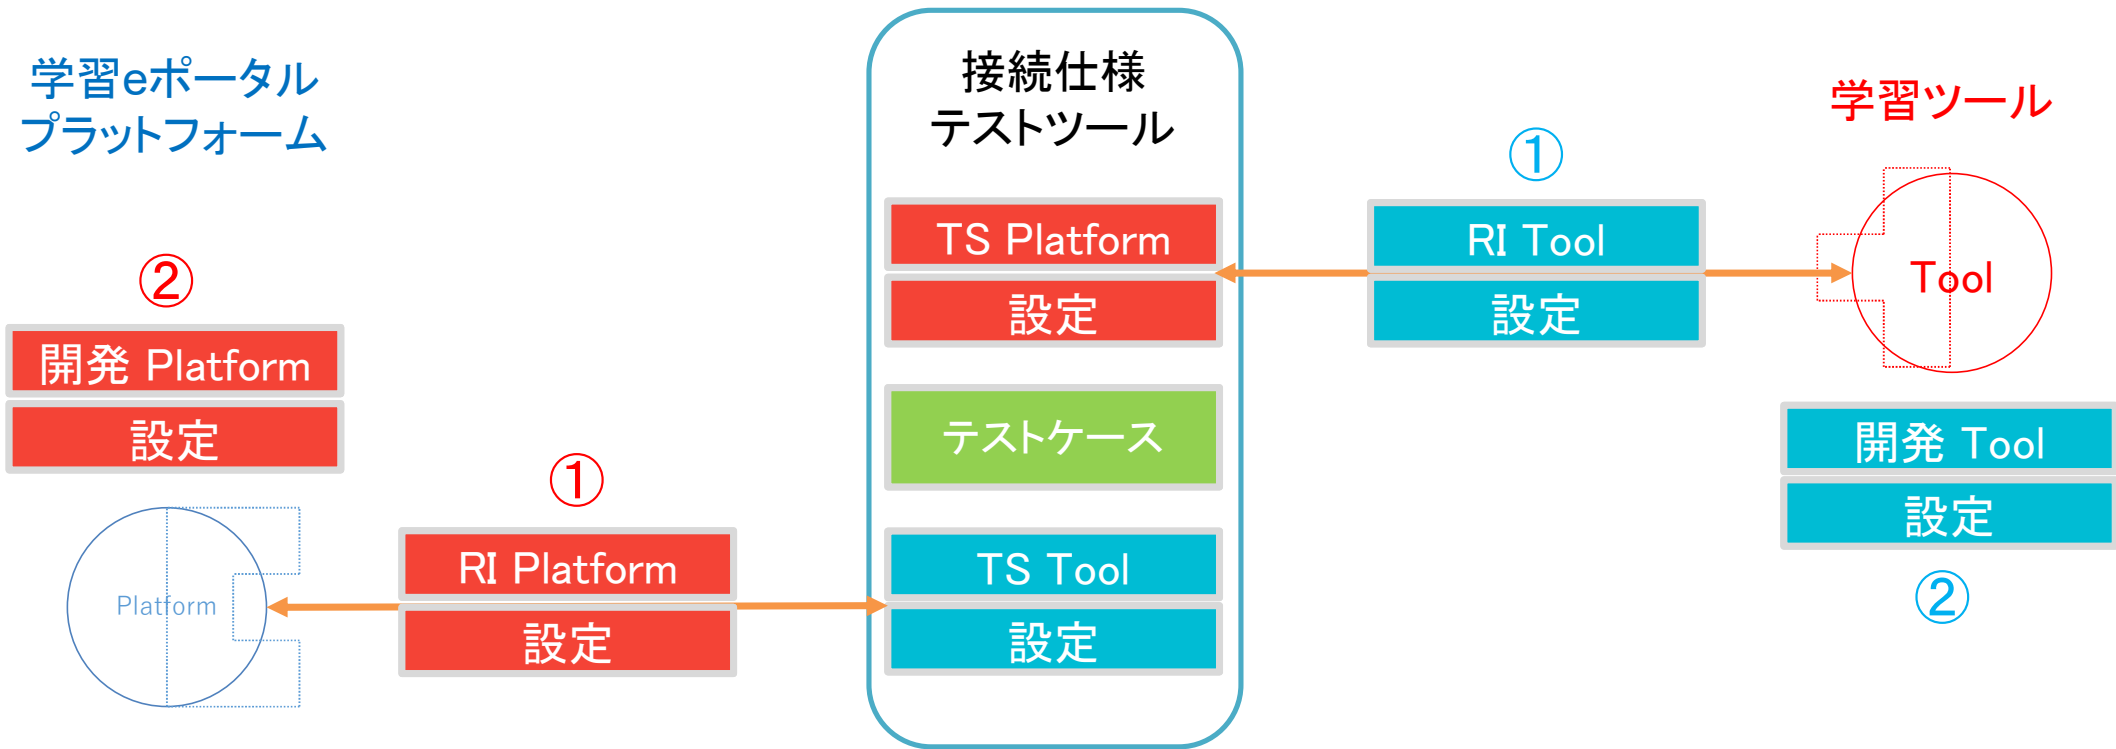 学習eポータル
プラットフォーム
②
開発 Platform
設定
Platform
①
RI Platform
設定
接続仕様
テストツール
TS Platform
設定
テストケース
TS Tool
設定
①
RI Tool
設定
学習ツール
Tool
開発 Tool
設定
②